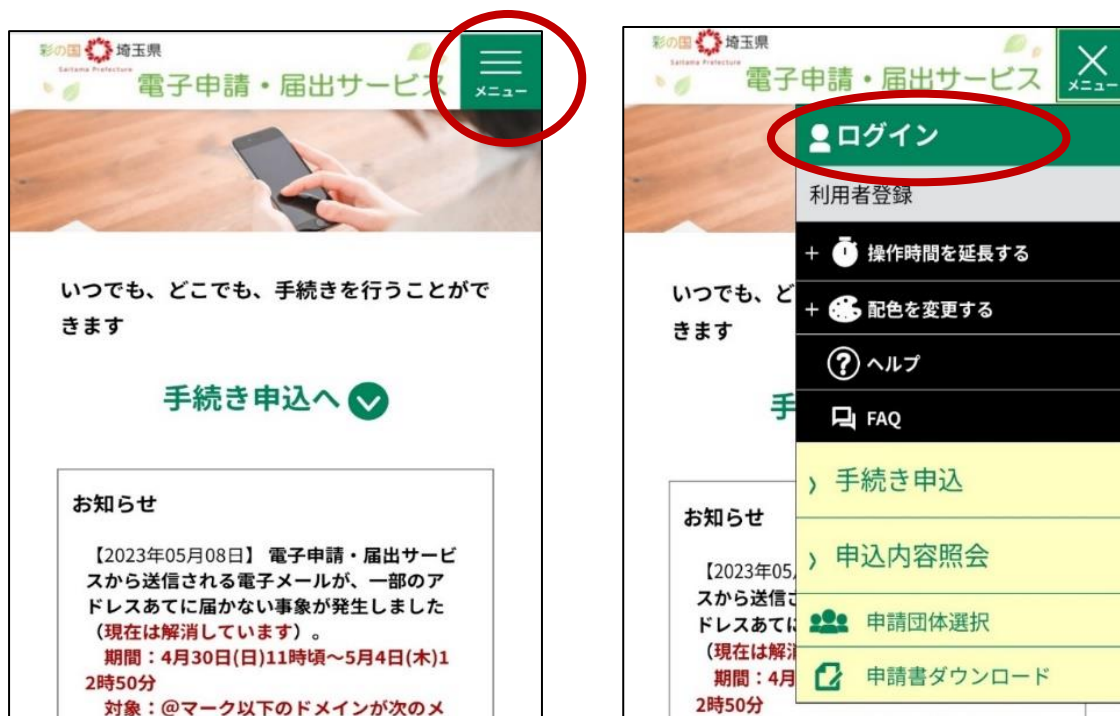 彩の国 埼玉県
Saitama Prefecture
電子申請・届出サービス
メニュー
いつでも、どこでも、手続きを行うことがで
きます
手続き申込へ
お知らせ
【2023年05月08日】 電子申請・届出サービ
スから送信される電子メールが、一部のア
ドレスあてに届かない事象が発生しました
（現在は解消しています）。
期間：4月30日(日)11時頃～5月4日(木)1
2時50分
対象：@マーク以下のドメインが次のメ
彩の国 埼玉県
Saitama Prefecture
電子申請・届出サービス
メニュー
ログイン
利用者登録
+ 操作時間を延長する
+ 配色を変更する
? ヘルプ
FAQ
手続き申込
申込内容照会
申請団体選択
申請書ダウンロード
いつでも、ど
きます
手
お知らせ
【2023年05
スから送信
ドレスあてに
（現在は解消
期間：4月
2時50分